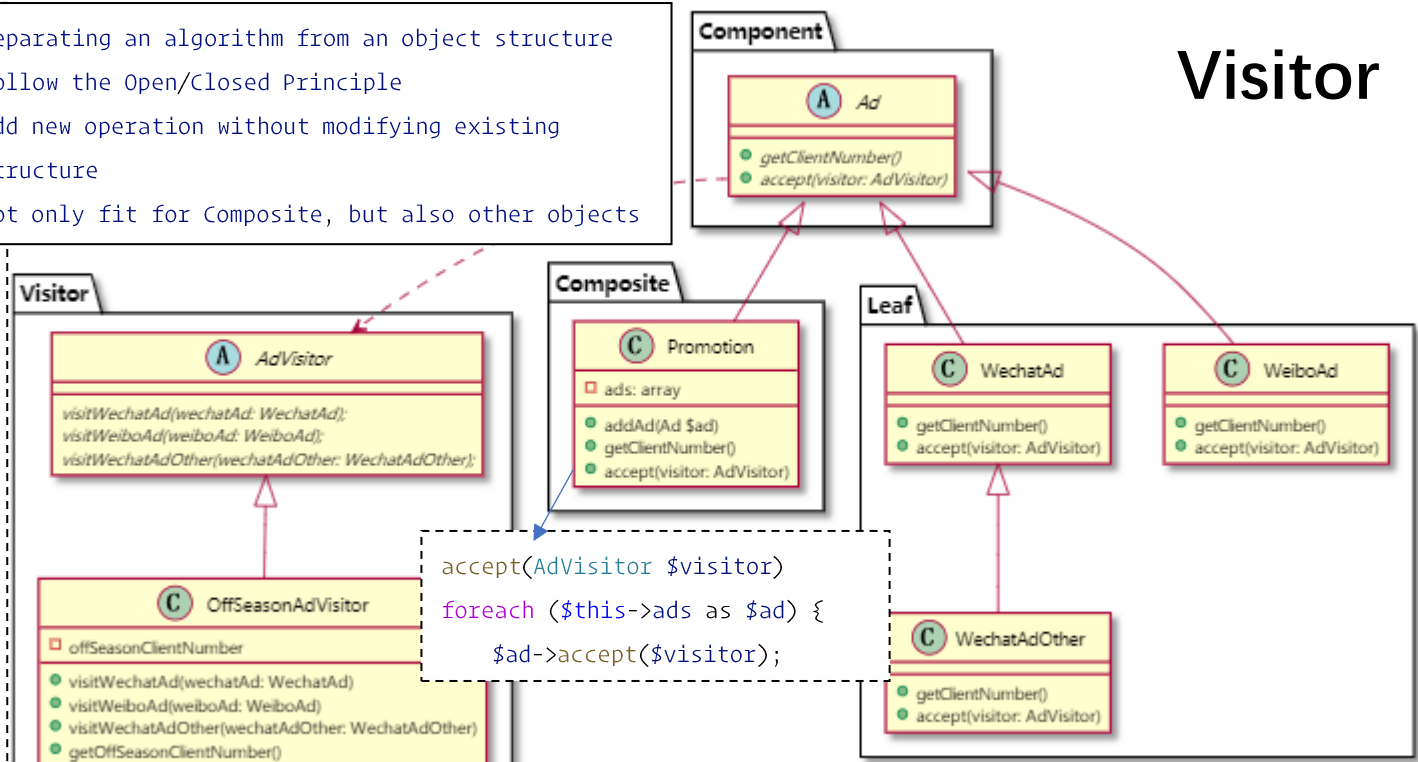 eparating an algorithm from an object structure
ollow the Open/Closed Principle
dd new operation without modifying existing
tructure
ot only fit for Composite, but also other objects
Visitor
Component
A Ad
getClientNumber()
accept(visitor: AdVisitor)
Visitor
A AdVisitor
visitWechatAd(wechatAd: WechatAd);
visitWeiboAd(weiboAd: WeiboAd);
visitWechatAdOther(wechatAdOther: WechatAdOther);
C OffSeasonAdVisitor
offSeasonClientNumber
visitWechatAd(wechatAd: WechatAd)
visitWeiboAd(weiboAd: WeiboAd)
visitWechatAdOther(wechatAdOther: WechatAdOther)
getOffSeasonClientNumber()
Composite
C Promotion
ads: array
addAd(Ad $ad)
getClientNumber()
accept(visitor: AdVisitor)
accept(AdVisitor $visitor)
foreach ($this->ads as $ad) {
$ad->accept($visitor);
Leaf
C WechatAd
getClientNumber()
accept(visitor: AdVisitor)
C WeiboAd
getClientNumber()
accept(visitor: AdVisitor)
C WechatAdOther
getClientNumber()
accept(visitor: AdVisitor)